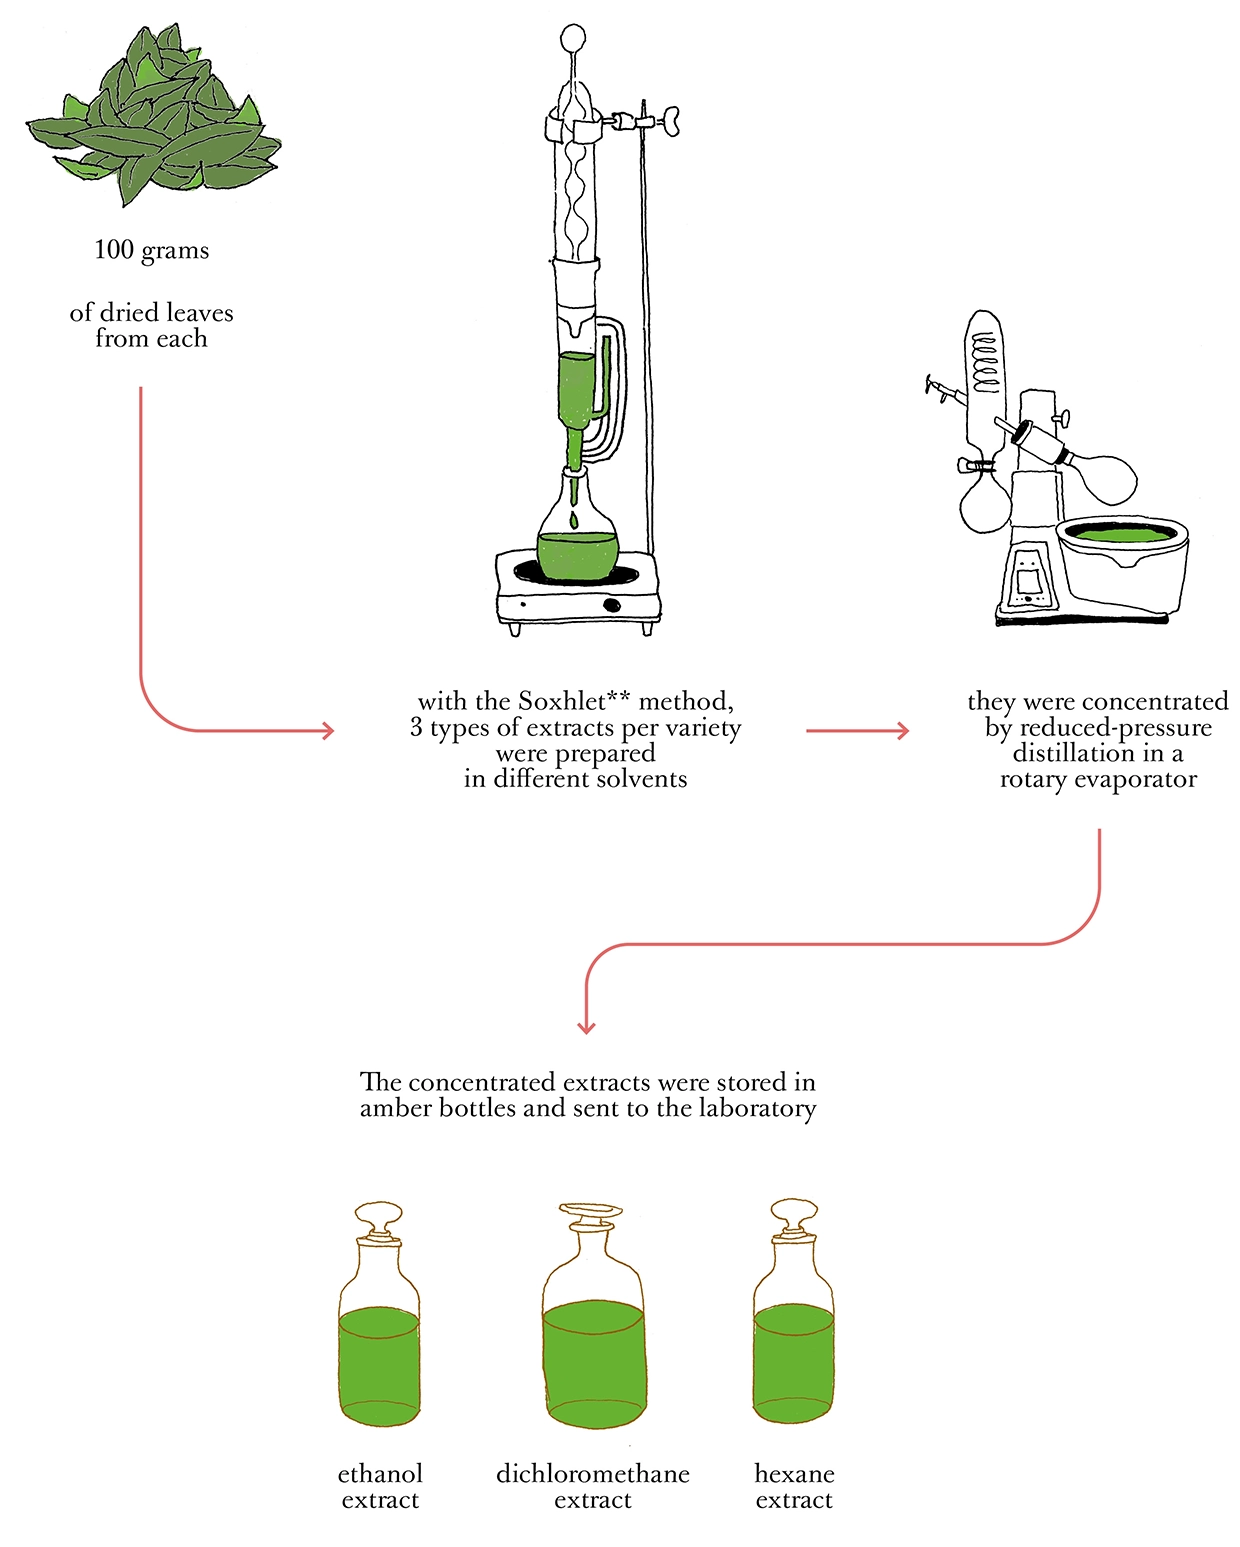 100 grams
of dried leaves
from each
with the Soxhlet** method,
3 types of extracts per variety
were prepared
in different solvents
they were concentrated
by reduced-pressure
distillation in a
rotary evaporator
The concentrated extracts were stored in
amber bottles and sent to the laboratory
ethanol
extract
dichloromethane
extract
hexane
extract